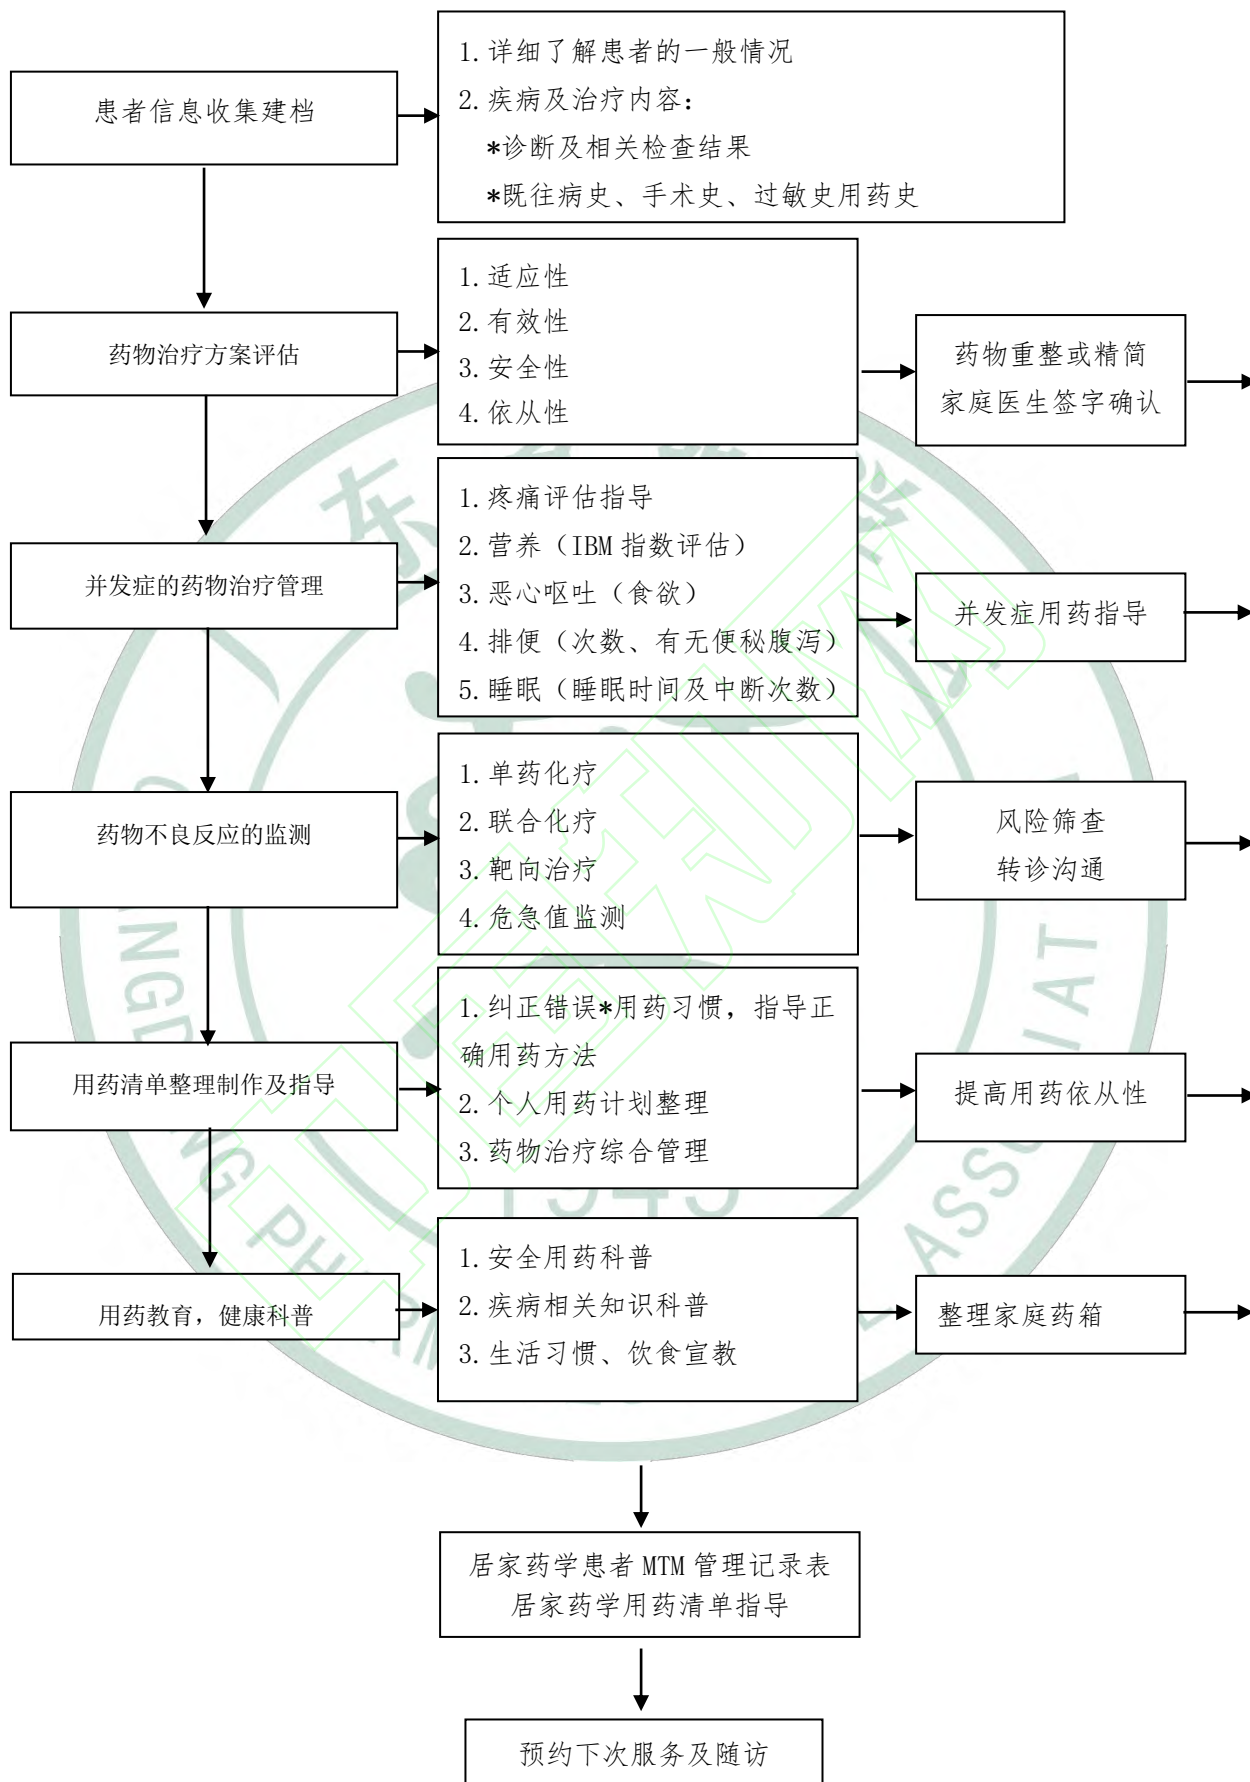 患者信息收集建档
1.详细了解患者的一般情况
2.疾病及治疗内容：
*诊断及相关检查结果
*既往病史、手术史、过敏史用药史
药物治疗方案评估
1.适应性
2.有效性
3.安全性
4.依从性
药物重整或精简
家庭医生签字确认
并发症的药物治疗管理
1.疼痛评估指导
2.营养（IBM 指数评估）
3.恶心呕吐（食欲）
4.排便（次数、有无便秘腹泻）
5.睡眠（睡眠时间及中断次数）
并发症用药指导
药物不良反应的监测
1.单药化疗
2.联合化疗
3.靶向治疗
4.危急值监测
风险筛查
转诊沟通
用药清单整理制作及指导
1.纠正错误*用药习惯，指导正
确用药方法
2.个人用药计划整理
3.药物治疗综合管理
提高用药依从性
用药教育，健康科普
1.安全用药科普
2.疾病相关知识科普
3.生活习惯、饮食宣教
整理家庭药箱
居家药学患者 MTM 管理记录表
居家药学用药清单指导
预约下次服务及随访